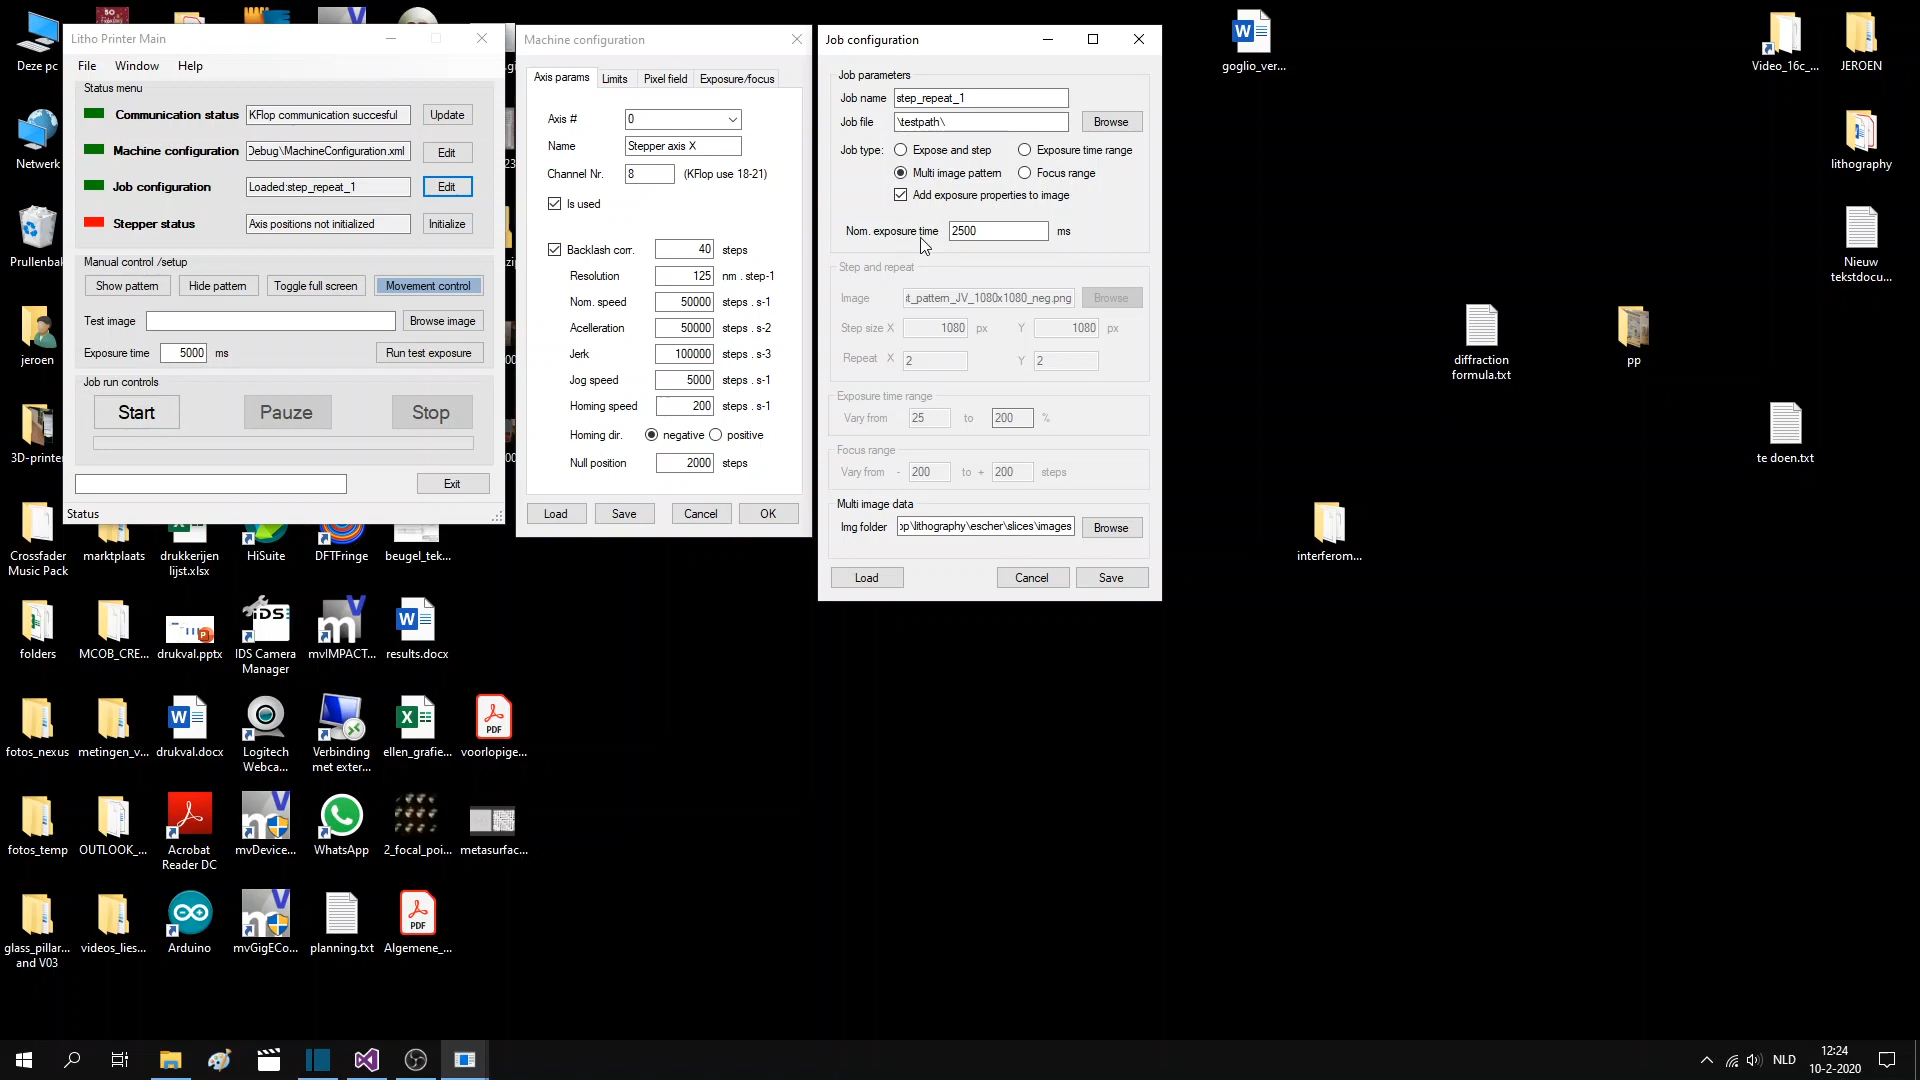 Litho Printer Main
File Window Help
Status menu
Communication status KFlop communication succesful Update
Machine configuration Debug\MachineConfiguration.xml Edit
Job configuration Loaded:step_repeat_1 Edit
Stepper status Axis positions not initialized Initialize
Manual control /setup
Show pattern Hide pattern Toggle full screen Movement control
Test image Browse image
Exposure time 5000 ms Run test exposure
Job run controls
Start Pauze Stop
Exit
Status
Machine configuration
Axis params Limits Pixel field Exposure/focus
Axis # 0
Name Stepper axis X
Channel Nr. 8 (KFlop use 18-21)
Is used
Backlash corr. 40 steps
Resolution 125 nm . step-1
Nom. speed 50000 steps . s-1
Acelleration 50000 steps . s-2
Jerk 100000 steps . s-3
Jog speed 5000 steps . s-1
Homing speed 200 steps . s-1
Homing dir. negative positive
Null position 2000 steps
Load Save Cancel OK
Job configuration
Job parameters
Job name step_repeat_1
Job file \testpath\ Browse
Job type: Expose and step Exposure time range
Multi image pattern Focus range
Add exposure properties to image
Nom. exposure time 2500 ms
Step and repeat
Image t_pattern_JV_1080x1080_neg.png Browse
Step size X 1080 px Y 1080 px
Repeat X 2 Y 2
Exposure time range
Vary from 25 to 200 %
Focus range
Vary from - 200 to + 200 steps
Multi image data
Img folder pp\lithography\escher\slices\images Browse
Load Cancel Save
Deze pc
Netwerk
Prullenbak
jeroen
3D-printer
Crossfader
Music Pack
marktplaats
drukkerijen
lijst.xlsx
HiSuite
DFTFringe
beugel_tek...
folders
MCOB_CRE...
drukval.pptx
IDS Camera
Manager
mvIMPACT...
results.docx
fotos_nexus
metingen_v...
drukval.docx
Logitech
Webca...
Verbinding
met exter...
ellen_grafie...
voorlopige...
fotos_temp
OUTLOOK_...
Acrobat
Reader DC
mvDevice...
WhatsApp
2_focal_poi...
metasurfac...
glass_pillar...
and V03
videos_lies...
Arduino
mvGigECo...
planning.txt
Algemene_...
goglio_ver...
Video_16c_...
JEROEN
lithography
Nieuw
tekstdocu...
diffraction
formula.txt
pp
te doen.txt
interferom...
NLD
12:24
10-2-2020